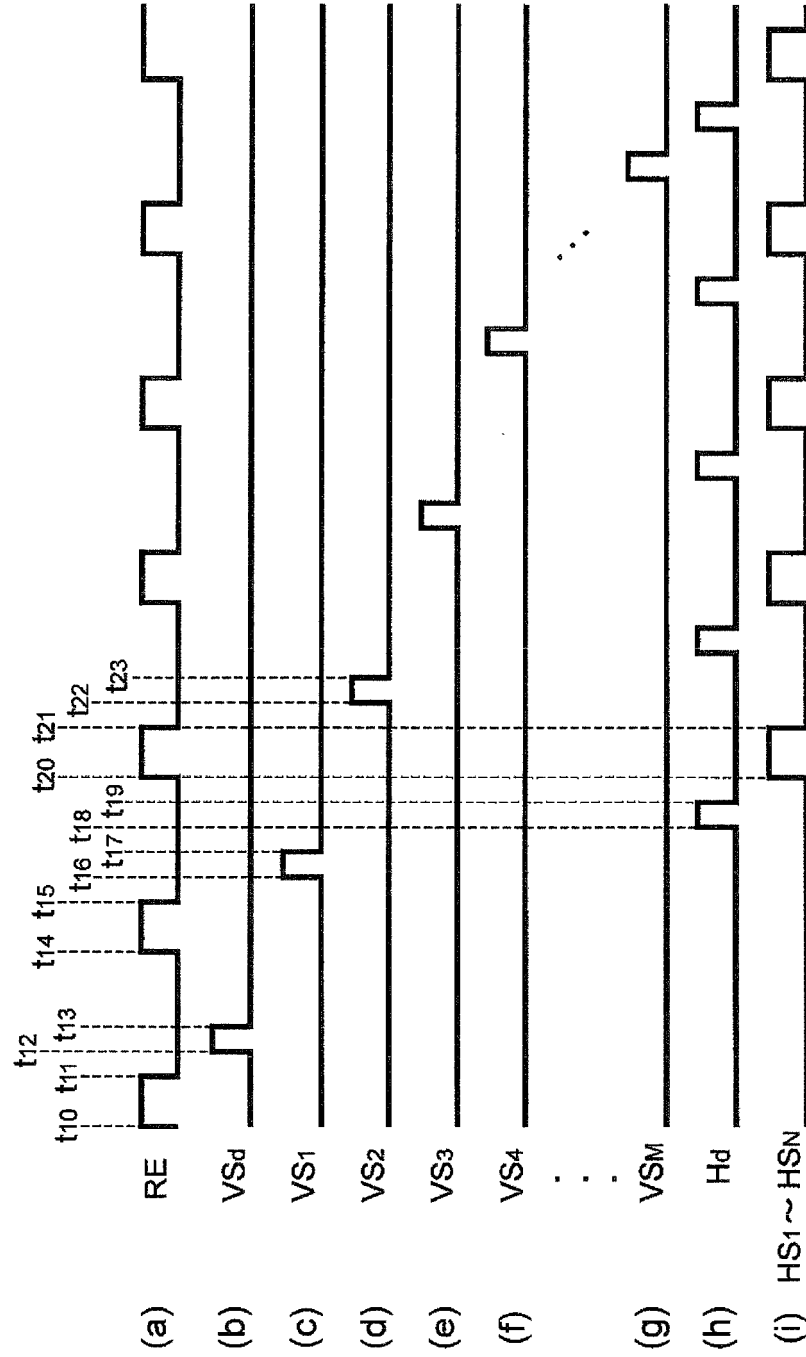 t10 t11 t12 t13 t14 t15 t16 t17 t18 t19 t20 t21 t22 t23
(a) RE
(b) VSd
(c) VS1
(d) VS2
(e) VS3
(f) VS4
. . .
(g) VSM
(h) Hd
(i) HS1 ~ HSN